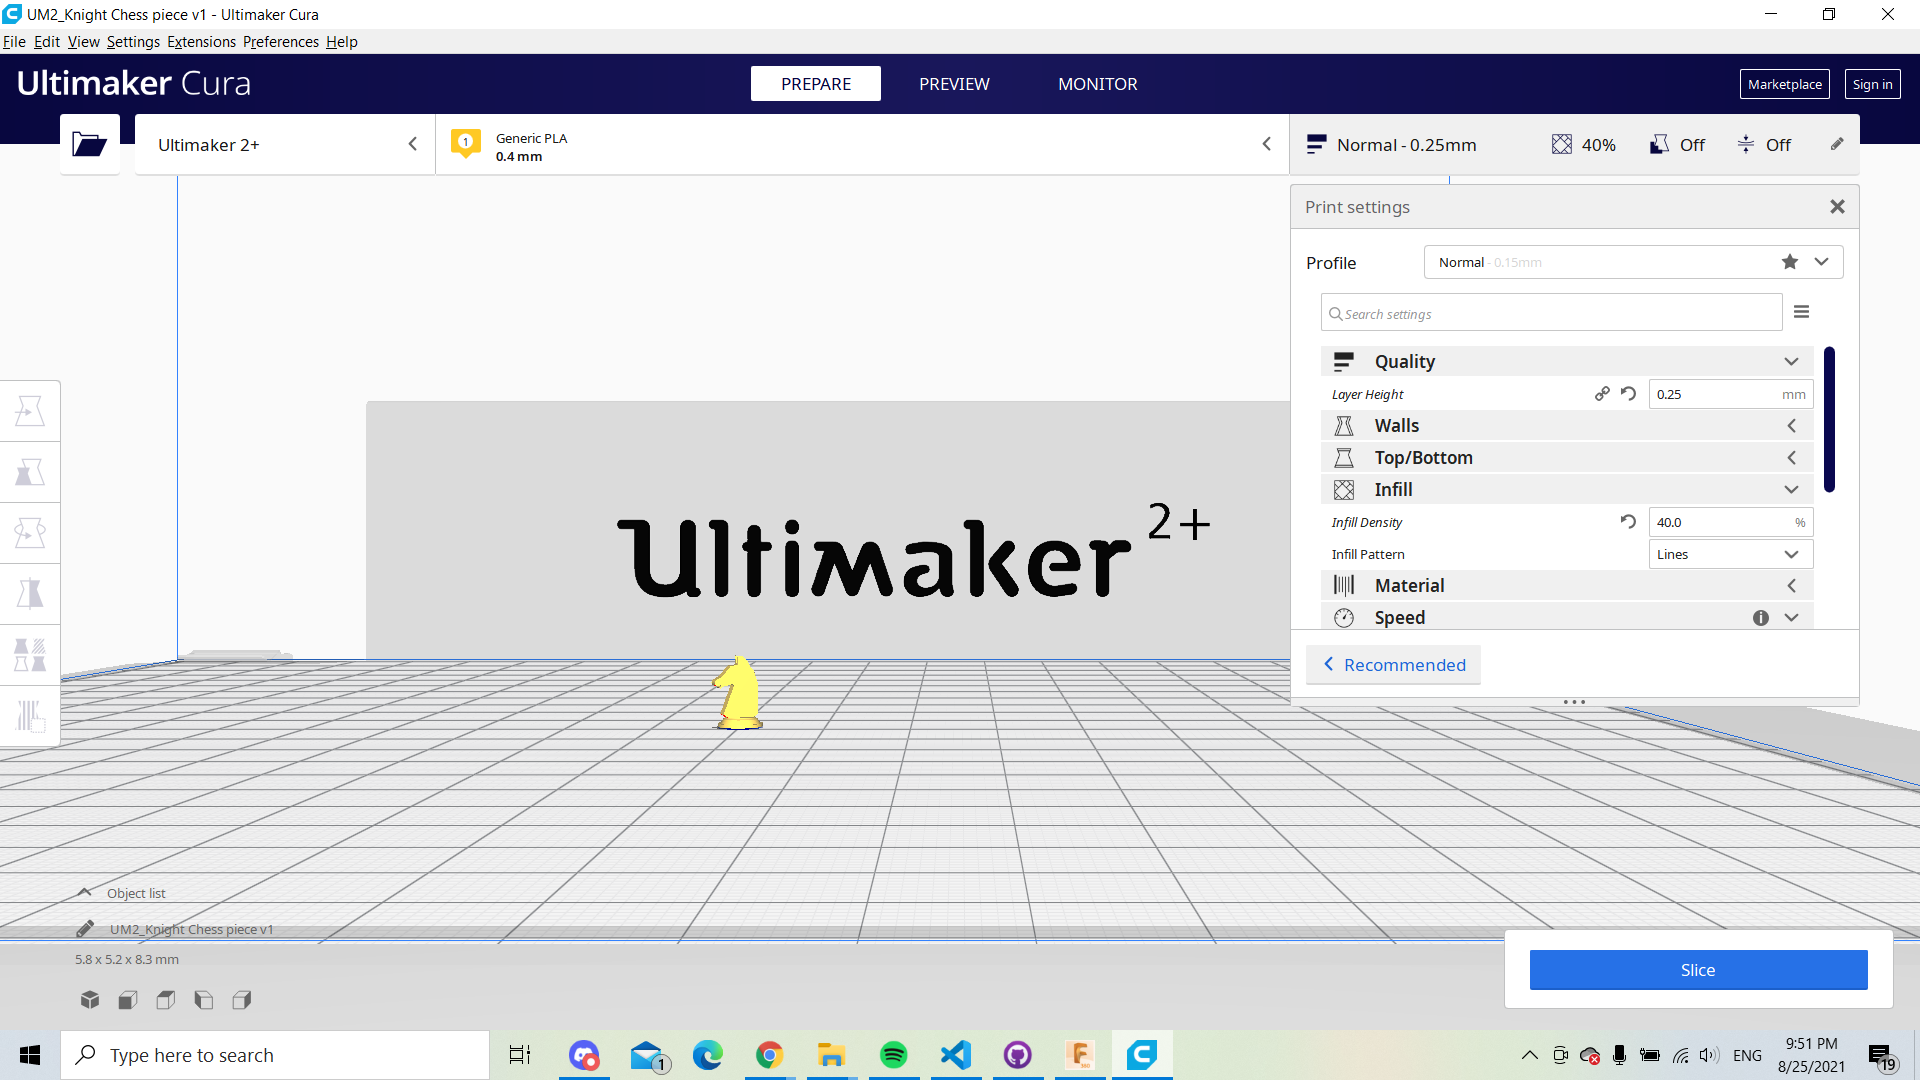 UM2_Knight Chess piece v1 - Ultimaker Cura
File Edit View Settings Extensions Preferences Help
Ultimaker Cura
PREPARE
PREVIEW
MONITOR
Marketplace
Sign in
Ultimaker 2+
1
Generic PLA
0.4 mm
Normal - 0.25mm
40%
Off
Off
Print settings
Profile
Normal - 0.15mm
Search settings
Quality
Layer Height
0.25 mm
Walls
Top/Bottom
Infill
Infill Density
40.0 %
Infill Pattern
Lines
Material
Speed
Recommended
Ultimaker 2+
Object list
UM2_Knight Chess piece v1
5.8 x 5.2 x 8.3 mm
Slice
Type here to search
1
ENG
9:51 PM
8/25/2021
19